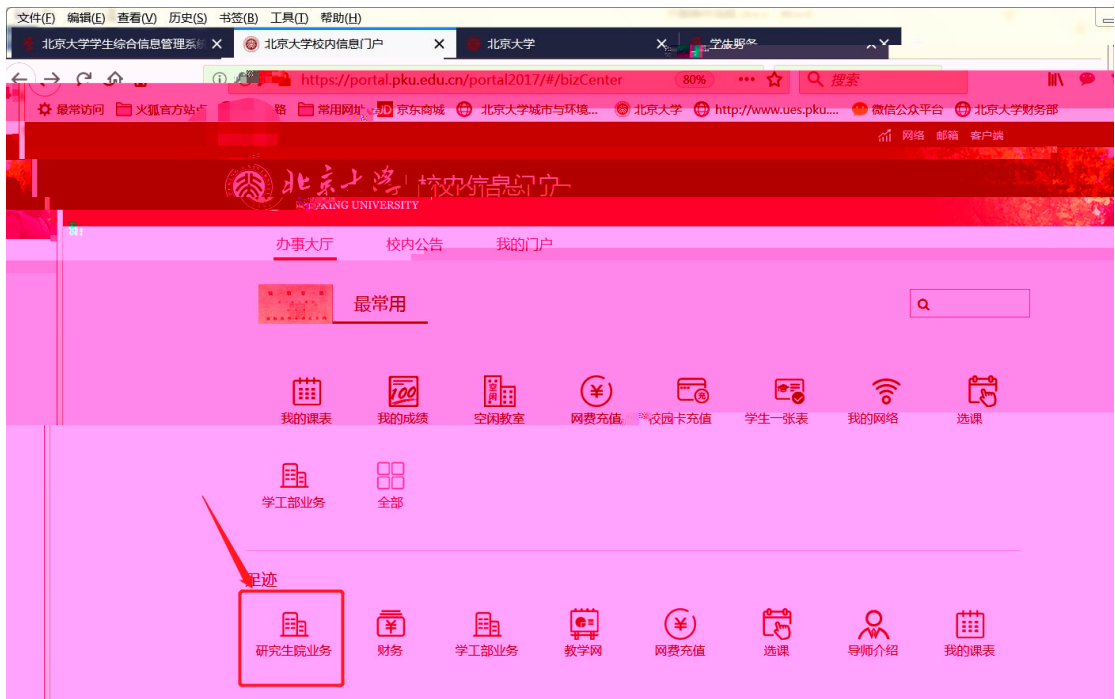 文件(F) 编辑(E) 查看(V) 历史(S) 书签(B) 工具(T) 帮助(H)
北京大学学生综合信息管理系统 北京大学校内信息门户 北京大学
https://portal.pku.edu.cn/portal2017/#/bizCenter 80% 搜索
最常访问 火狐官方站点 常用网址 JD 京东商城 北京大学城市与环境... 北京大学 http://www.ues.pku.... 微信公众平台 北京大学财务部
网络 邮箱 客户端
北京大学 校内信息门户
UNIVERSITY
办事大厅 校内公告 我的门户
最常用
我的课表 我的成绩 空闲教室 网费充值 校园卡充值 学生一张表 我的网络 选课
学工部业务 全部
足迹
研究生院业务 财务 学工部业务 教学网 网费充值 选课 导师介绍 我的课表